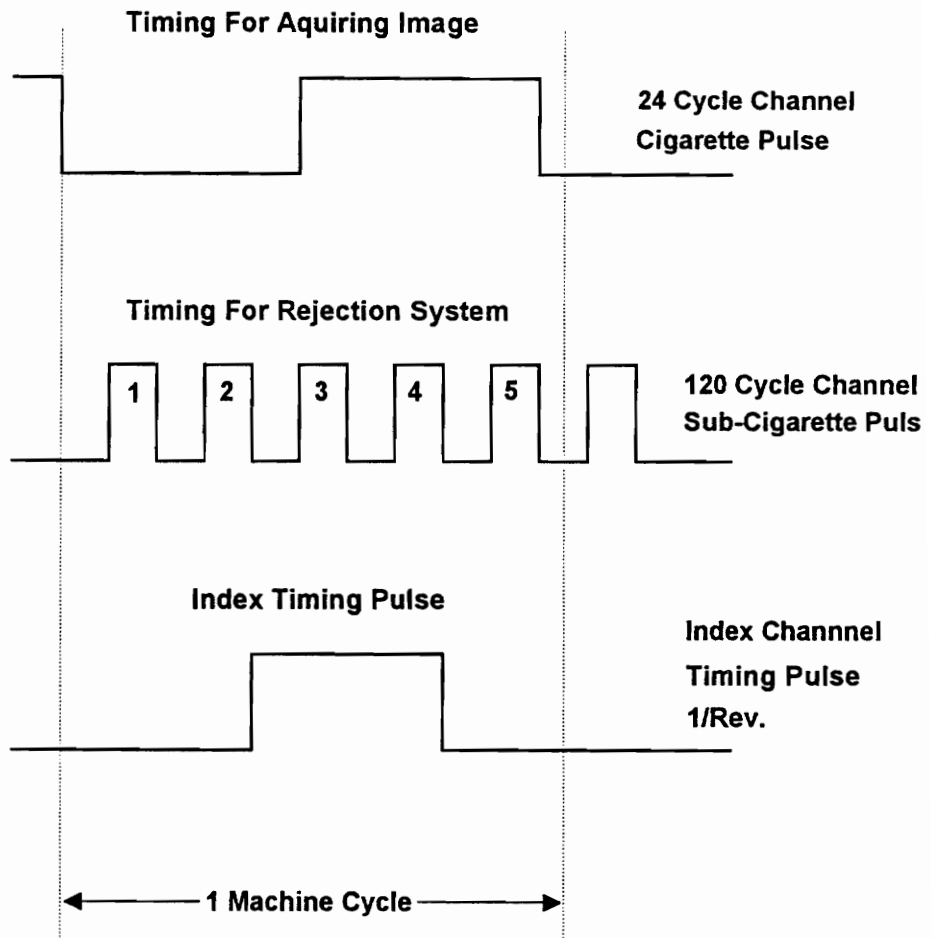 Timing For Aquiring Image
24 Cycle Channel
Cigarette Pulse
Timing For Rejection System
1 2 3 4 5
120 Cycle Channel
Sub-Cigarette Puls
Index Timing Pulse
Index Channnel
Timing Pulse
1/Rev.
1 Machine Cycle